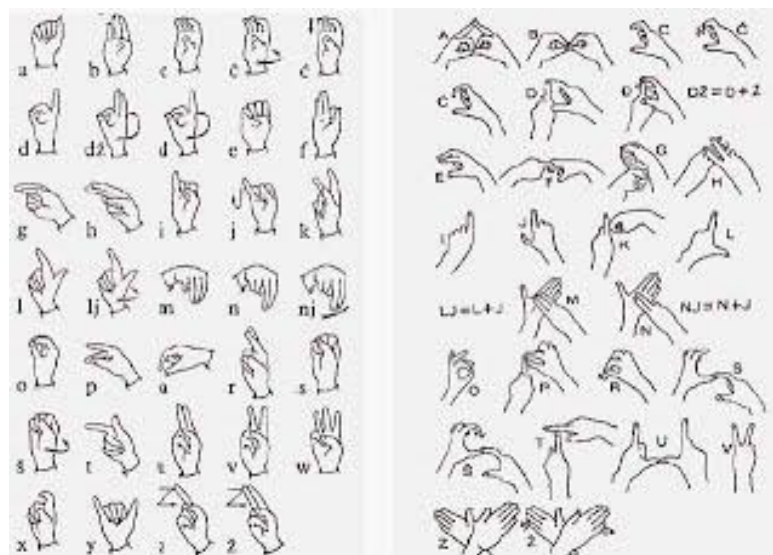 a b c č ć
d dž đ e f
g h i j k
l lj m n nj
o p q r s
š t u v w
x y z ž
A B C Č
Ć D Đ DŽ=D+Ž
E F G H
I J K L
LJ=L+J M N NJ=N+J
O P R S
Š T U V
Z Ž